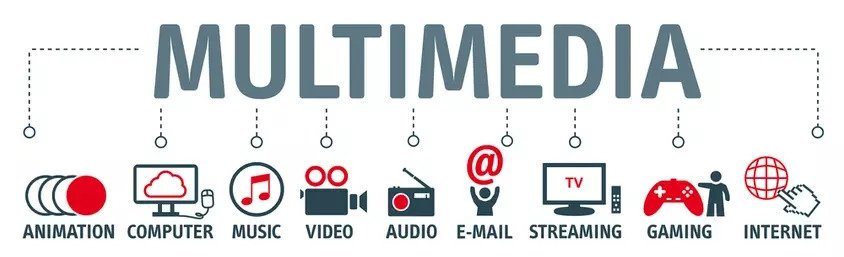 MULTIMEDIA
@
TV
ANIMATION COMPUTER MUSIC VIDEO AUDIO E-MAIL STREAMING GAMING INTERNET